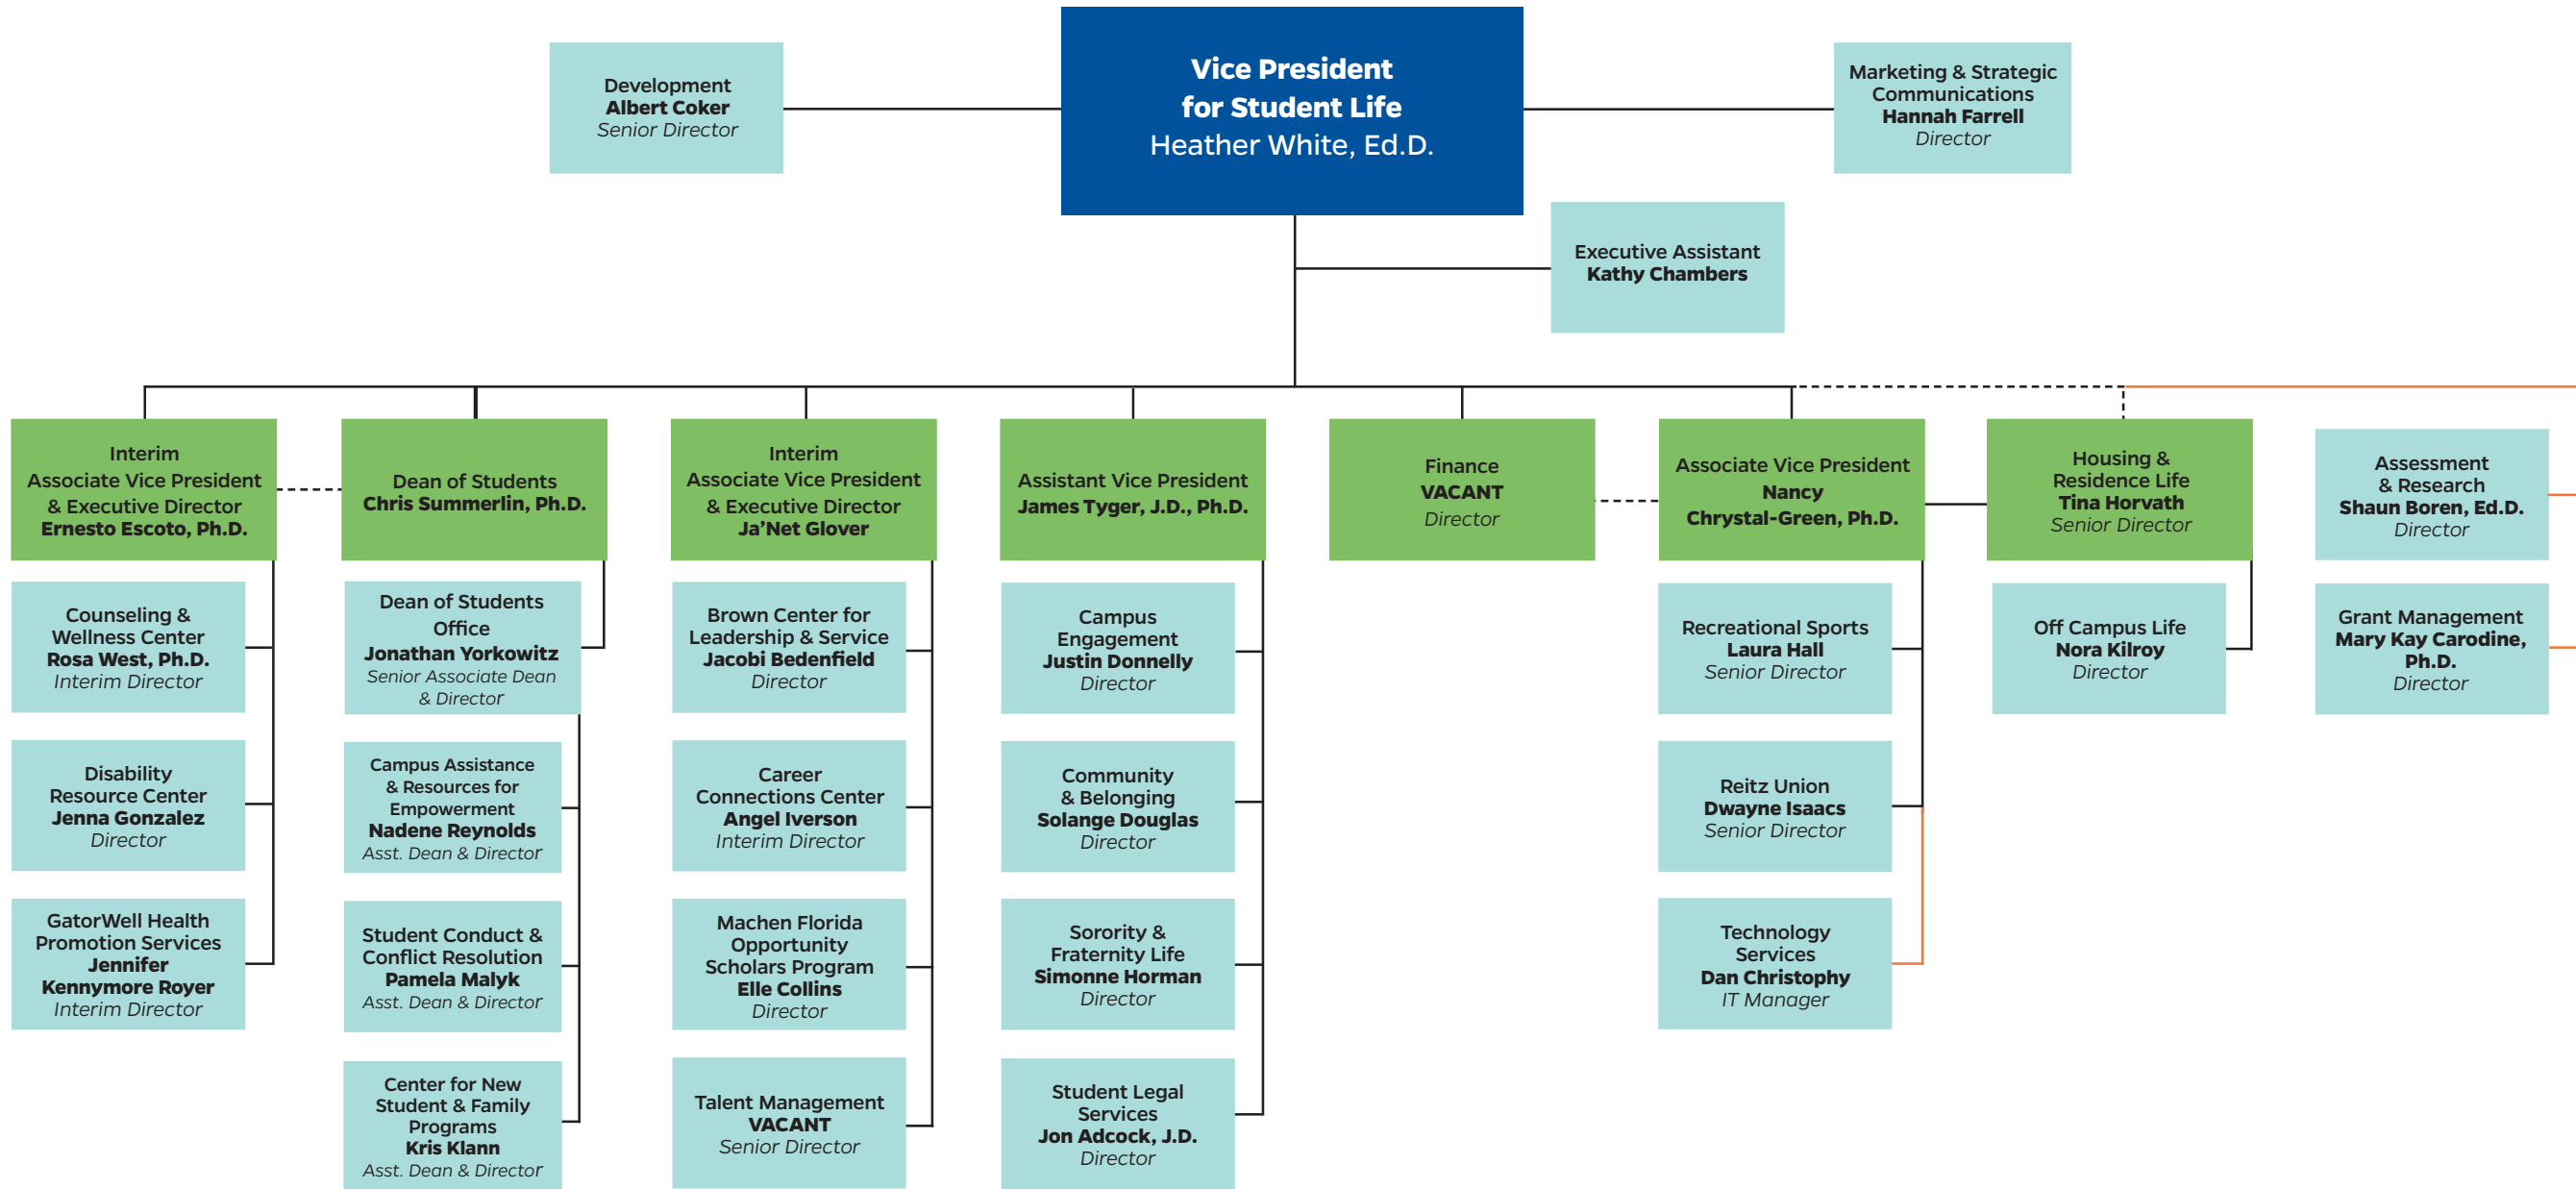 Development
Albert Coker
Senior Director
Vice President
for Student Life
Heather White, Ed.D.
Marketing & Strategic
Communications
Hannah Farrell
Director
Executive Assistant
Kathy Chambers
Interim
Associate Vice President
& Executive Director
Ernesto Escoto, Ph.D.
Dean of Students
Chris Summerlin, Ph.D.
Interim
Associate Vice President
& Executive Director
Ja’Net Glover
Assistant Vice President
James Tyger, J.D., Ph.D.
Finance
VACANT
Director
Associate Vice President
Nancy
Chrystal-Green, Ph.D.
Housing &
Residence Life
Tina Horvath
Senior Director
Assessment
& Research
Shaun Boren, Ed.D.
Director
Counseling &
Wellness Center
Rosa West, Ph.D.
Interim Director
Dean of Students
Office
Jonathan Yorkowitz
Senior Associate Dean
& Director
Brown Center for
Leadership & Service
Jacobi Bedenfield
Director
Campus
Engagement
Justin Donnelly
Director
Recreational Sports
Laura Hall
Senior Director
Off Campus Life
Nora Kilroy
Director
Grant Management
Mary Kay Carodine,
Ph.D.
Director
Disability
Resource Center
Jenna Gonzalez
Director
Campus Assistance
& Resources for
Empowerment
Nadene Reynolds
Asst. Dean & Director
Career
Connections Center
Angel Iverson
Interim Director
Community
& Belonging
Solange Douglas
Director
Reitz Union
Dwayne Isaacs
Senior Director
GatorWell Health
Promotion Services
Jennifer
Kennymore Royer
Interim Director
Student Conduct &
Conflict Resolution
Pamela Malyk
Asst. Dean & Director
Machen Florida
Opportunity
Scholars Program
Elle Collins
Director
Sorority &
Fraternity Life
Simonne Horman
Director
Technology
Services
Dan Christophy
IT Manager
Center for New
Student & Family
Programs
Kris Klann
Asst. Dean & Director
Talent Management
VACANT
Senior Director
Student Legal
Services
Jon Adcock, J.D.
Director